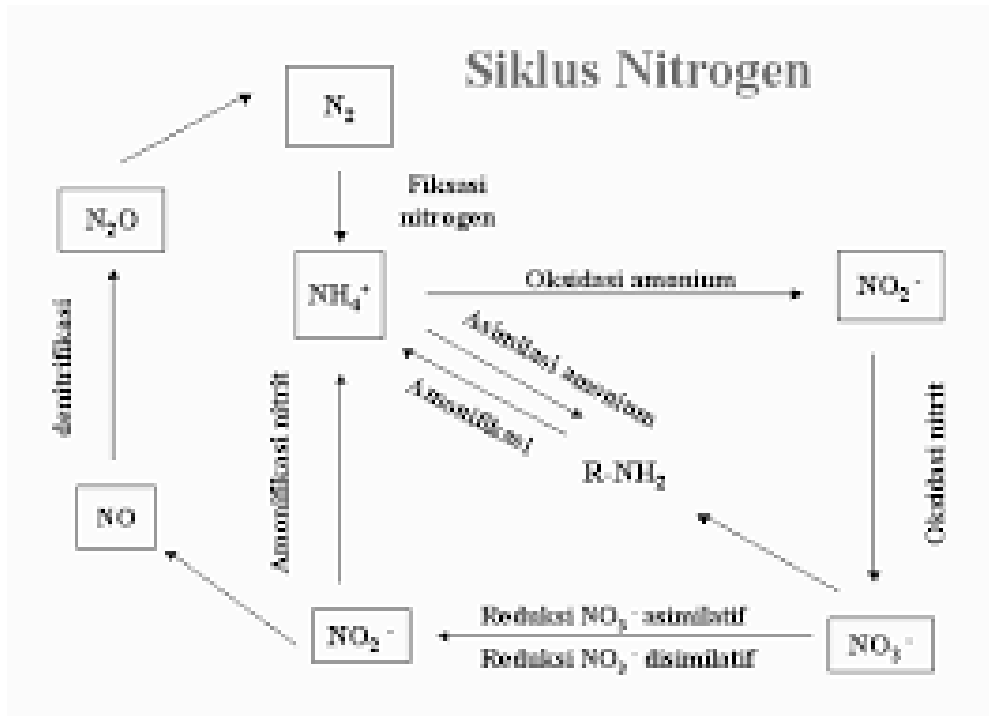 Siklus Nitrogen
N₂
Fiksasi
nitrogen
N₂O
NH₄⁺
Oksidasi amonium
NO₂⁻
denitrifikasi
Asimilasi amonium
Amonifikasi
Amonifikasi nitrit
Oksidasi nitrit
R-NH₂
NO
NO₂⁻
Reduksi NO₃⁻ asimilatif
Reduksi NO₃⁻ disimilatif
NO₃⁻